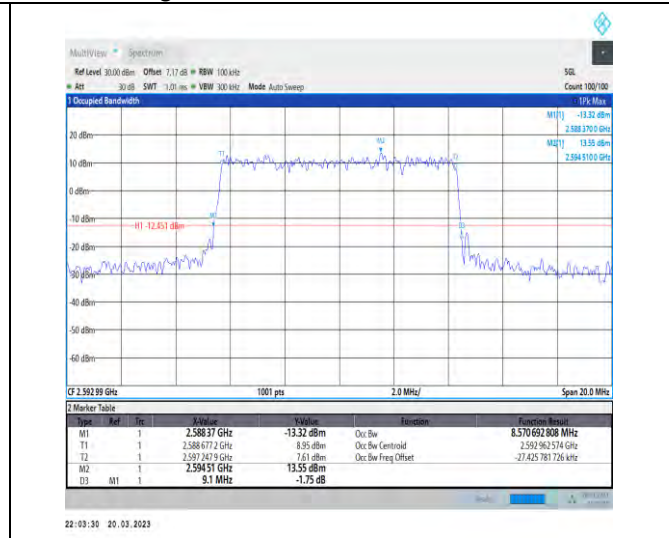 MultiView Spectrum
Ref Level 30.00 dBm Offset 7.17 dB RBW 100 kHz SGL
Att 30 dB SWT 1.01 ms VBW 300 kHz Mode Auto Sweep Count 100/100
1 Occupied Bandwidth 1Pk Max
M1[1] -13.32 dBm
2.588 370 0 GHz
M2[1] 13.55 dBm
2.594 510 0 GHz
20 dBm
M2
T1
10 dBm
0 dBm
-10 dBm
H1 -12.451 dBm
-20 dBm
-30 dBm
-40 dBm
-50 dBm
-60 dBm
CF 2.592 99 GHz 1001 pts 2.0 MHz/ Span 20.0 MHz
2 Marker Table
Type Ref Trc X-Value Y-Value Function Function Result
M1 1 2.588 37 GHz -13.32 dBm Occ Bw 8.570 692 808 MHz
T1 1 2.588 677 2 GHz 8.95 dBm Occ Bw Centroid 2.592 962 574 GHz
T2 1 2.597 247 9 GHz 7.61 dBm Occ Bw Freq Offset -27.425 781 726 kHz
M2 1 2.594 51 GHz 13.55 dBm
D3 M1 1 9.1 MHz -1.75 dB
22:03:30 20.03.2023